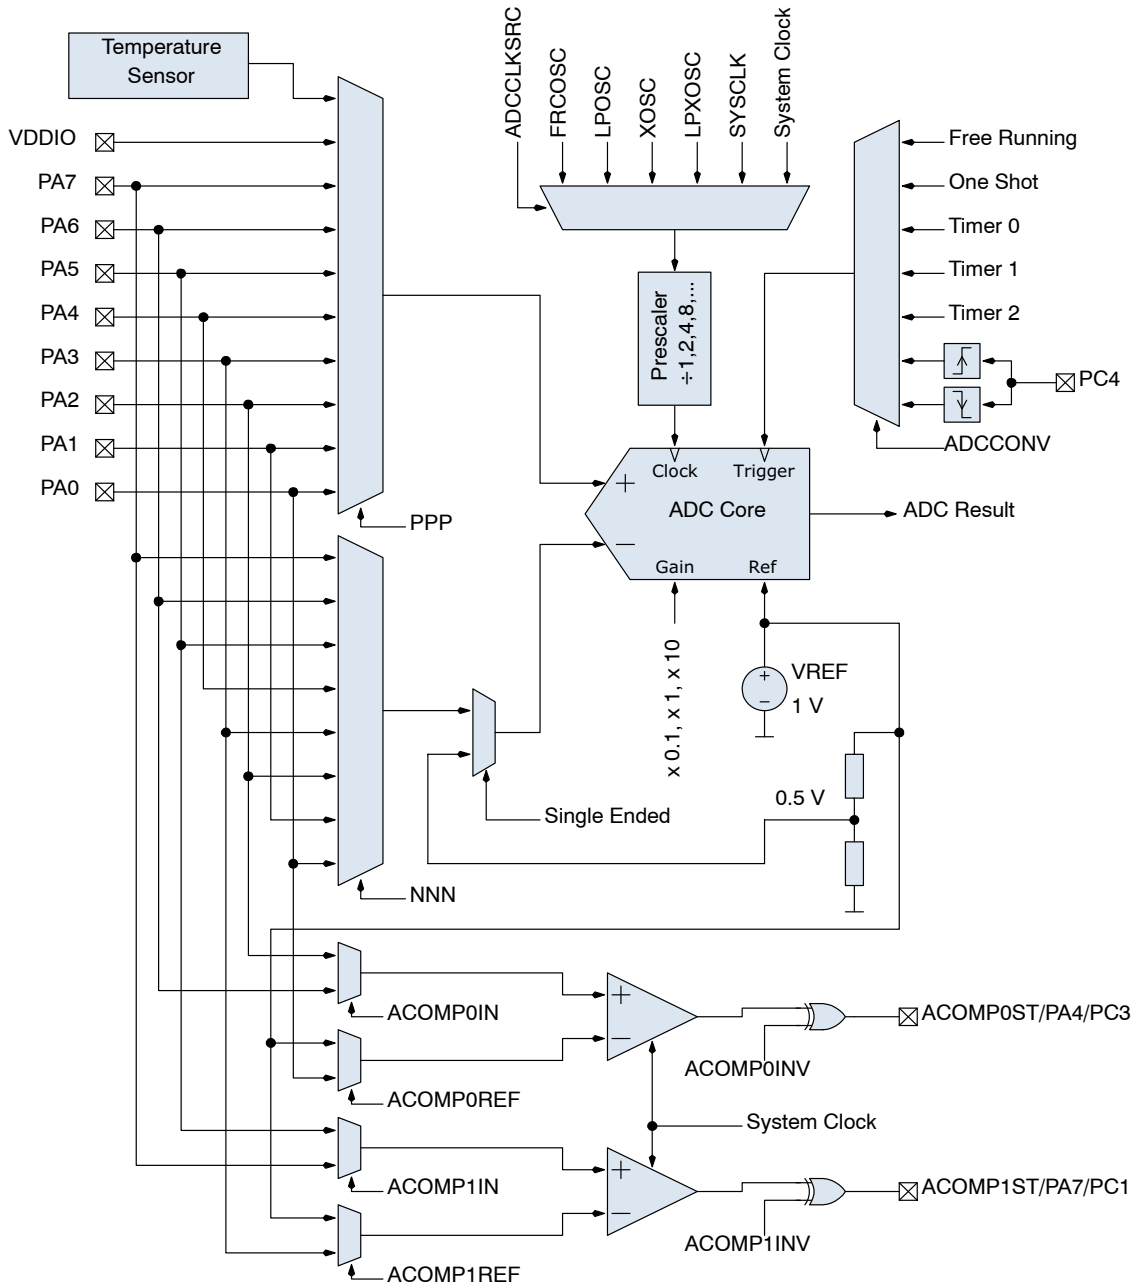 Temperature
Sensor
VDDIO
PA7
PA6
PA5
PA4
PA3
PA2
PA1
PA0
PPP
ADCCLKSRC
FRCOSC
LPOSC
XOSC
LPXOSC
SYSCLK
System Clock
Prescaler
÷1,2,4,8,...
Free Running
One Shot
Timer 0
Timer 1
Timer 2
PC4
ADCCONV
Clock
Trigger
+
ADC Core
−
Gain
Ref
ADC Result
x 0.1, x 1, x 10
+
−
VREF
1 V
0.5 V
Single Ended
NNN
ACOMP0IN
ACOMP0REF
+
−
ACOMP0INV
ACOMP0ST/PA4/PC3
System Clock
ACOMP1IN
ACOMP1REF
+
−
ACOMP1INV
ACOMP1ST/PA7/PC1